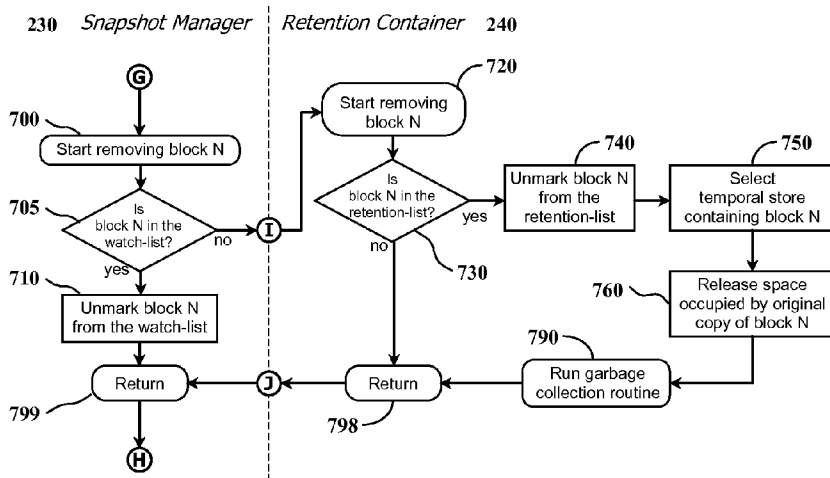 230 Snapshot Manager
Retention Container 240
G
700
Start removing block N
705
Is
block N in the
watch-list?
no
yes
710
Unmark block N
from the watch-list
Return
799
H
I
720
Start removing
block N
Is
block N in the
retention-list?
yes
no
730
740
Unmark block N
from the
retention-list
750
Select
temporal store
containing block N
760
Release space
occupied by original
copy of block N
790
Run garbage
collection routine
Return
798
J